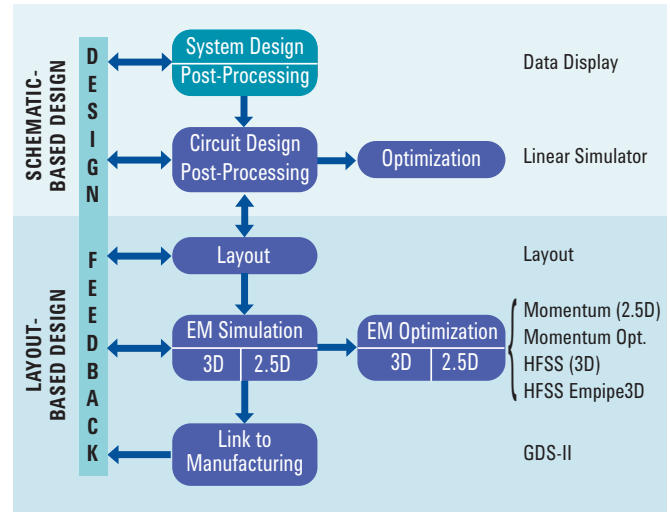 SCHEMATIC-
BASED DESIGN
DESIGN
System Design
Post-Processing
Data Display
Circuit Design
Post-Processing
Optimization
Linear Simulator
LAYOUT-
BASED DESIGN
FEEDBACK
Layout
Layout
EM Simulation
3D
2.5D
EM Optimization
3D
2.5D
Momentum (2.5D)
Momentum Opt.
HFSS (3D)
HFSS Empipe3D
Link to
Manufacturing
GDS-II